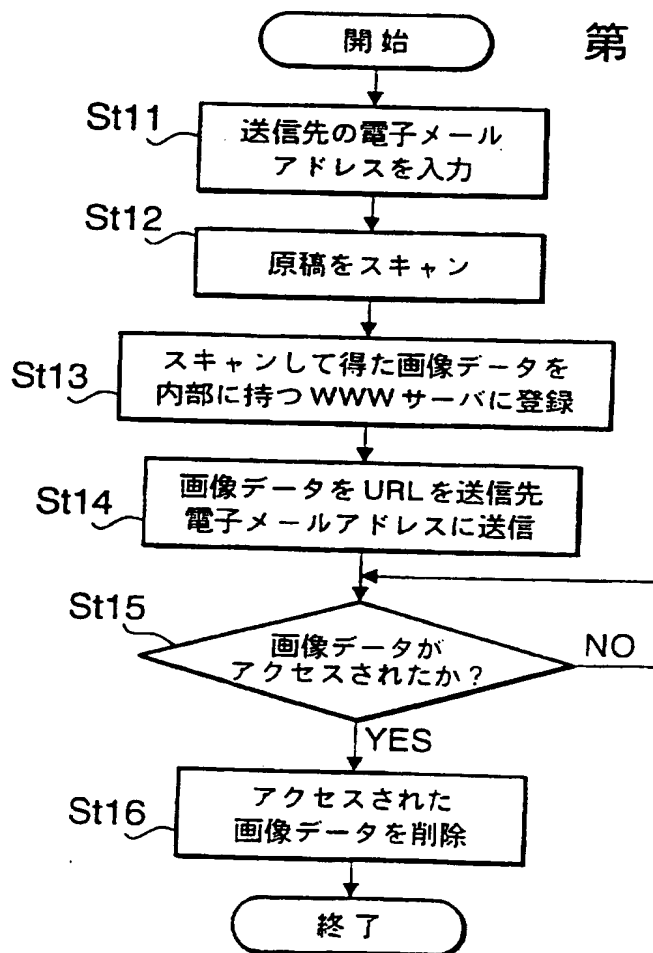 開始
第
St11
送信先の電子メール
アドレスを入力
St12
原稿をスキャン
St13
スキャンして得た画像データを
内部に持つWWWサーバに登録
St14
画像データをURLを送信先
電子メールアドレスに送信
St15
画像データが
アクセスされたか？
NO
YES
St16
アクセスされた
画像データを削除
終了